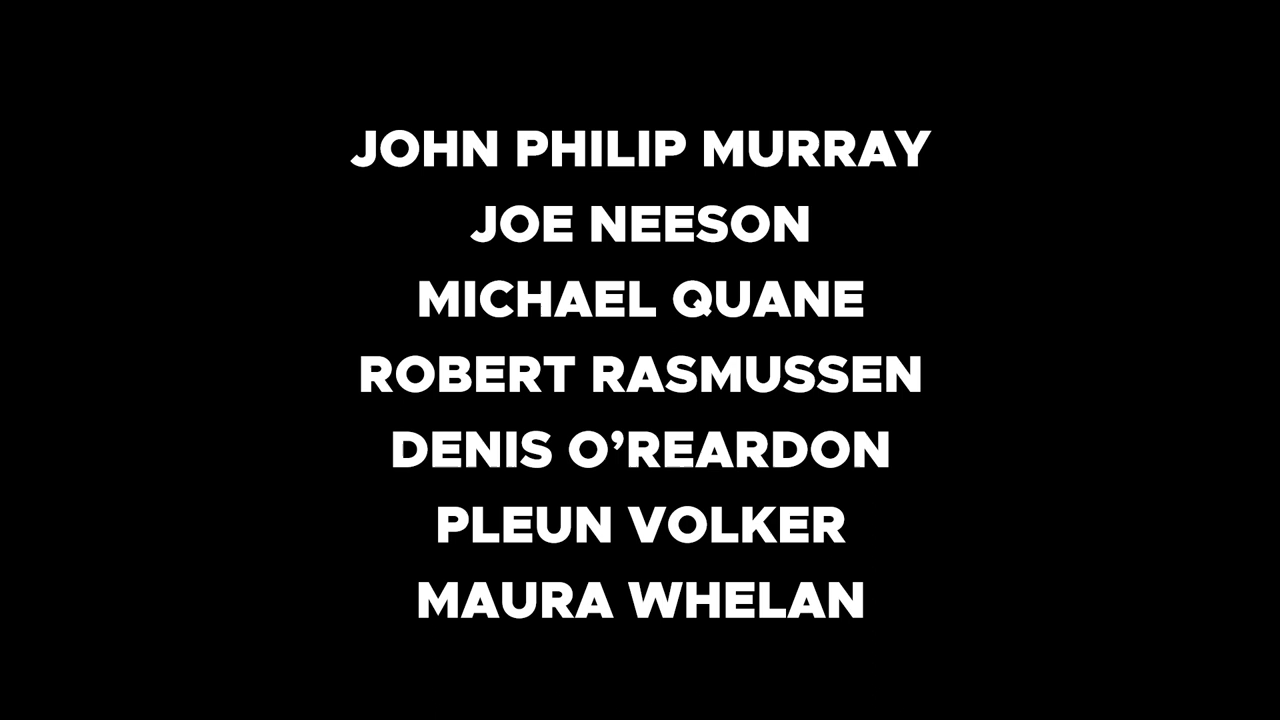 JOHN PHILIP MURRAY
JOE NEESON
MICHAEL QUANE
ROBERT RASMUSSEN
DENIS O’REARDON
PLEUN VOLKER
MAURA WHELAN